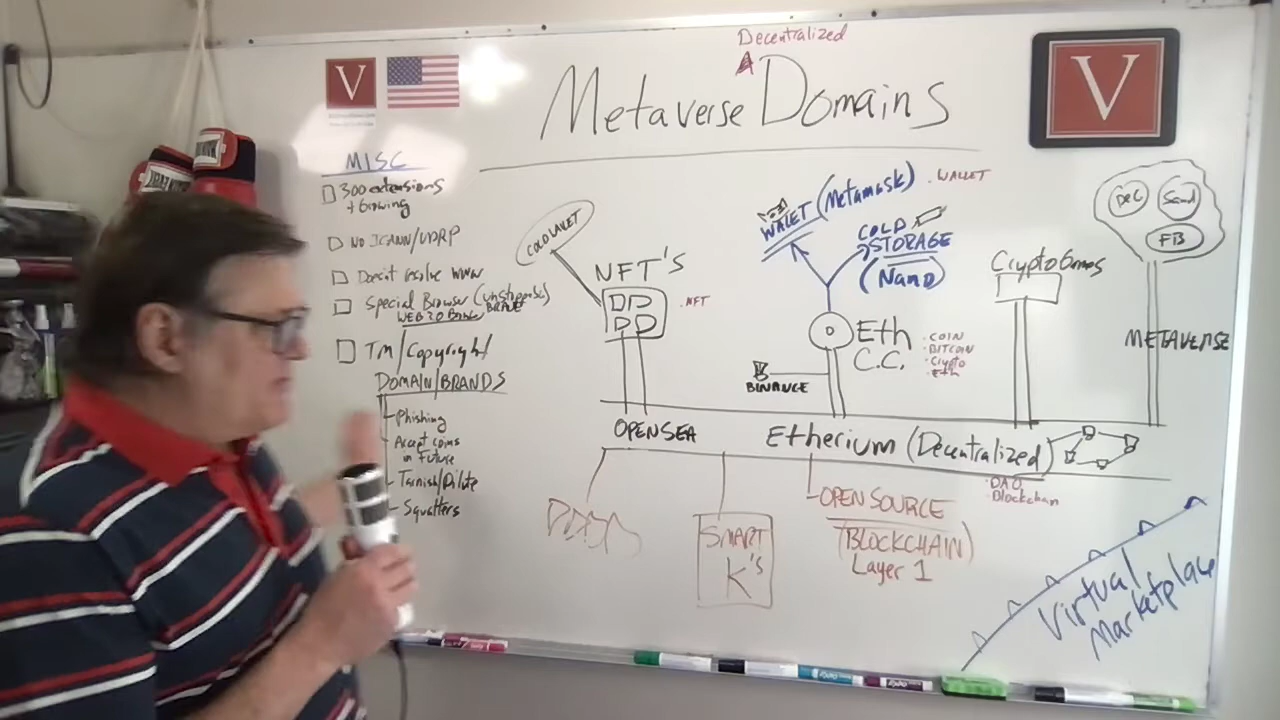 Decentralized
Metaverse Domains
V
V
MISC
300 extensions
+ Growing
NO ICANN/UDRP
Doesn't resolve WWW
Special Browser (unstoppable)
WEB 2.0 BRAVE
TM/Copyright
DOMAIN/BRANDS
Phishing
Accept coins
in Future
Tarnish/Dilute
Squatters
COLD WALLET
NFT'S
.NFT
WALLET (Metamask)
.WALLET
COLD
STORAGE
(Nano)
Eth
C.C.
.COIN
.BITCOIN
.Crypto
.Eth
BINANCE
CryptoGames
Dec
Sand
FB
METAVERSE
OPENSEA
Etherium (Decentralized)
.DAO
.Blockchain
SMART
K's
OPEN SOURCE
(BLOCKCHAIN)
Layer 1
Virtual
Marketplace